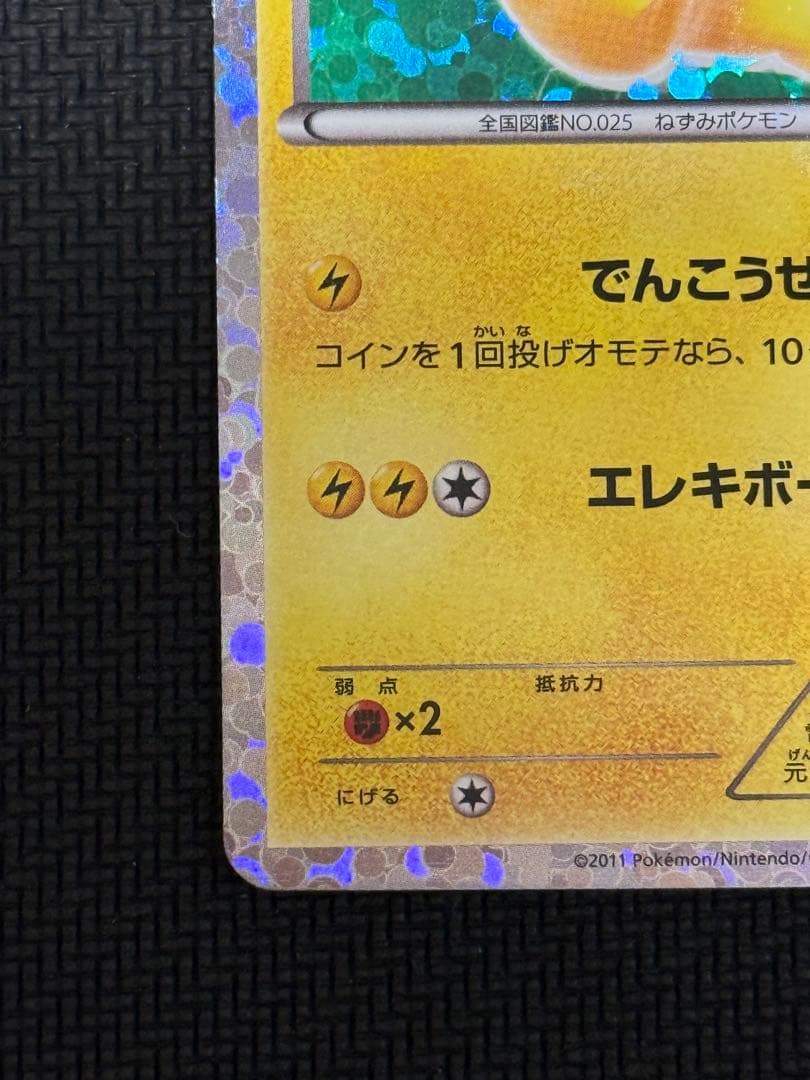 全国図鑑NO.025 ねずみポケモン
でんこうせ
かい な
コインを1回投げオモテなら、10
エレキボー
弱 点 抵抗力
×2
げん
元
にげる
©2011 Pokémon/Nintendo/